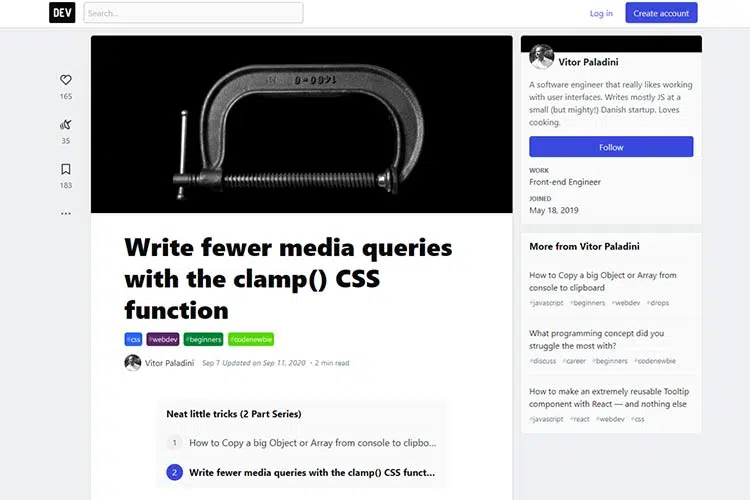 DEV
Search...
Log in
Create account
165
35
183
Write fewer media queries
with the clamp() CSS
function
#css #webdev #beginners #codenewbie
Vitor Paladini Sep 7 Updated on Sep 11, 2020 ・2 min read
Neat little tricks (2 Part Series)
1 How to Copy a big Object or Array from console to clipbo...
2 Write fewer media queries with the clamp() CSS funct...
Vitor Paladini
A software engineer that really likes working
with user interfaces. Writes mostly JS at a
small (but mighty!) Danish startup. Loves
cooking.
Follow
WORK
Front-end Engineer
JOINED
May 18, 2019
More from Vitor Paladini
How to Copy a big Object or Array from
console to clipboard
#javascript #beginners #webdev #drops
What programming concept did you
struggle the most with?
#discuss #career #beginners #codenewbie
How to make an extremely reusable Tooltip
component with React — and nothing else
#javascript #react #webdev #css